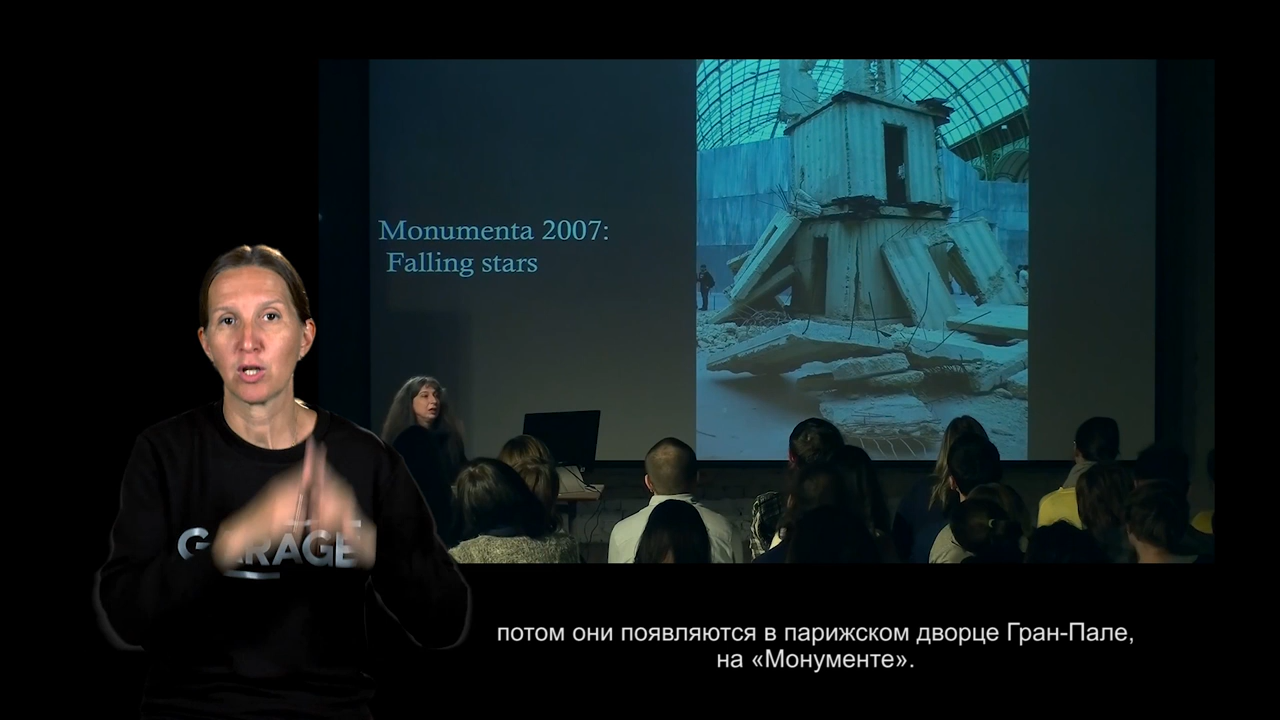 Monumenta 2007:
Falling stars
GARAGE
потом они появляются в парижском дворце Гран-Пале,
на «Монументе».